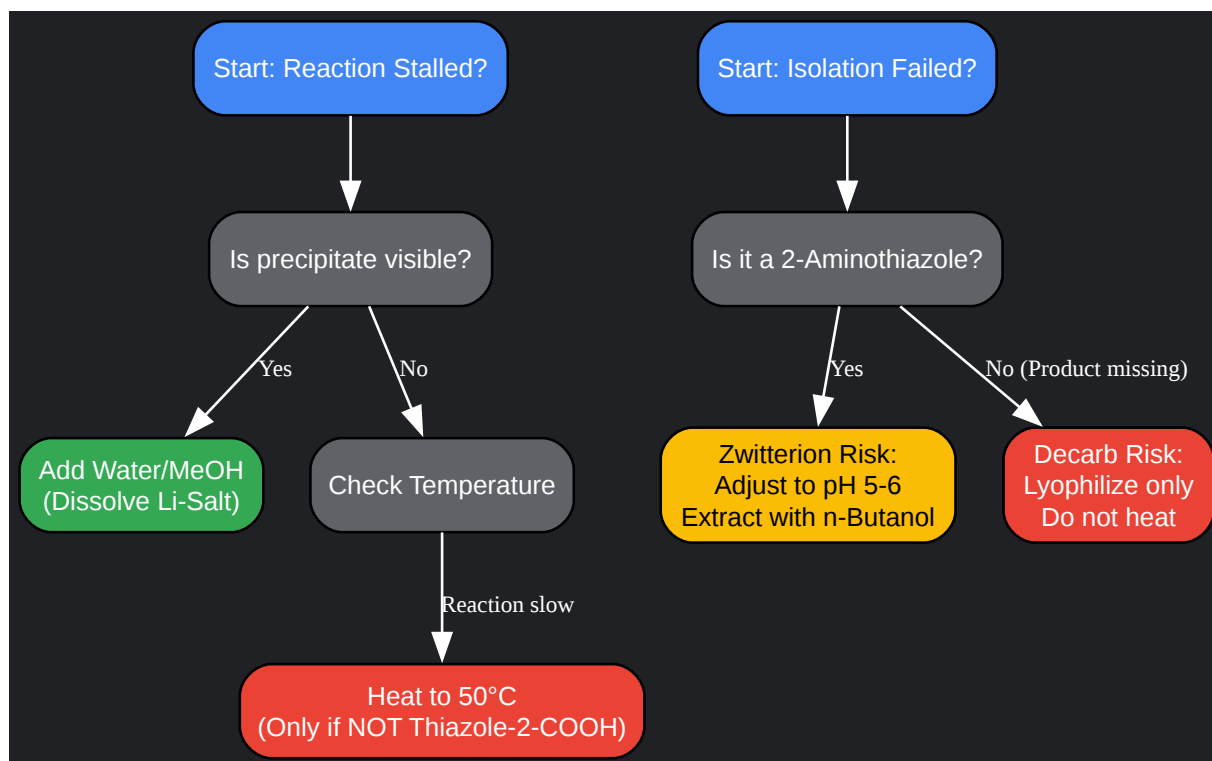 Start: Reaction Stalled?
Start: Isolation Failed?
Is precipitate visible?
Is it a 2-Aminothiazole?
Yes
No
Yes
No (Product missing)
Add Water/MeOH
(Dissolve Li-Salt)
Check Temperature
Zwitterion Risk:
Adjust to pH 5-6
Extract with n-Butanol
Decarb Risk:
Lyophilize only
Do not heat
Reaction slow
Heat to 50°C
(Only if NOT Thiazole-2-COOH)